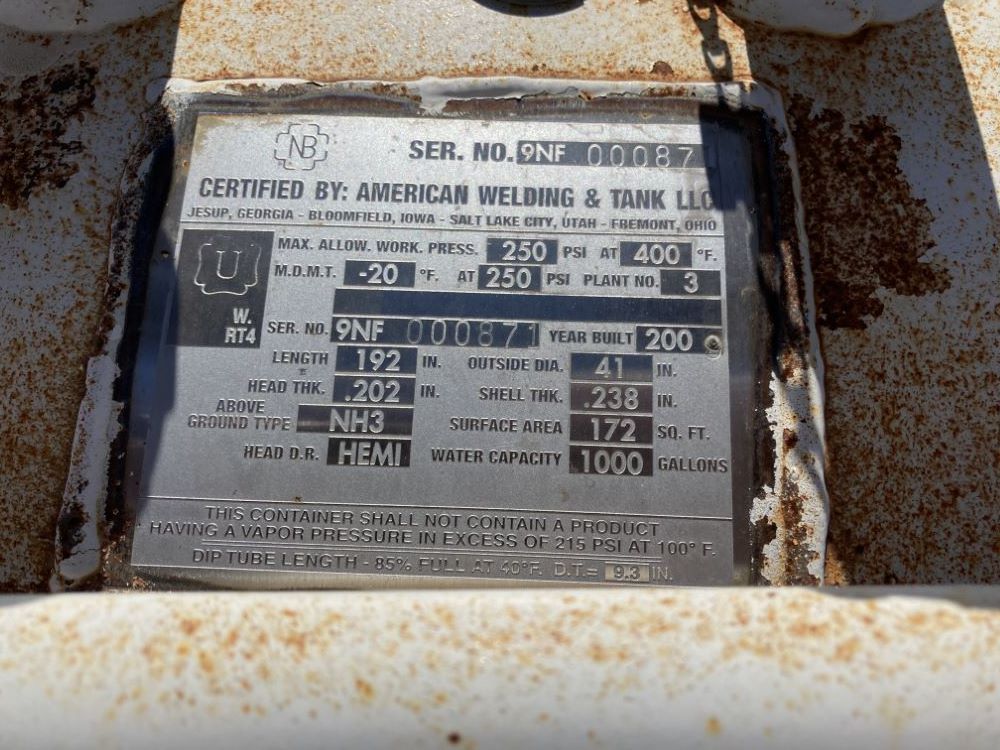 NB
SER. NO. 9NF 00087
CERTIFIED BY: AMERICAN WELDING & TANK LLC
JESUP, GEORGIA - BLOOMFIELD, IOWA - SALT LAKE CITY, UTAH - FREMONT, OHIO
U
W.
RT4
MAX. ALLOW. WORK. PRESS. 250 PSI AT 400 °F.
M.D.M.T. -20 °F. AT 250 PSI PLANT NO. 3
SER. NO. 9NF 000871 YEAR BUILT 200
LENGTH 192 IN. OUTSIDE DIA. 41 IN.
HEAD THK. .202 IN. SHELL THK. .238 IN.
ABOVE
GROUND TYPE NH3 SURFACE AREA 172 SQ. FT.
HEAD D.R. HEMI WATER CAPACITY 1000 GALLONS
THIS CONTAINER SHALL NOT CONTAIN A PRODUCT
HAVING A VAPOR PRESSURE IN EXCESS OF 215 PSI AT 100° F.
DIP TUBE LENGTH - 85% FULL AT 40°F. D.T.= 9.3 IN.